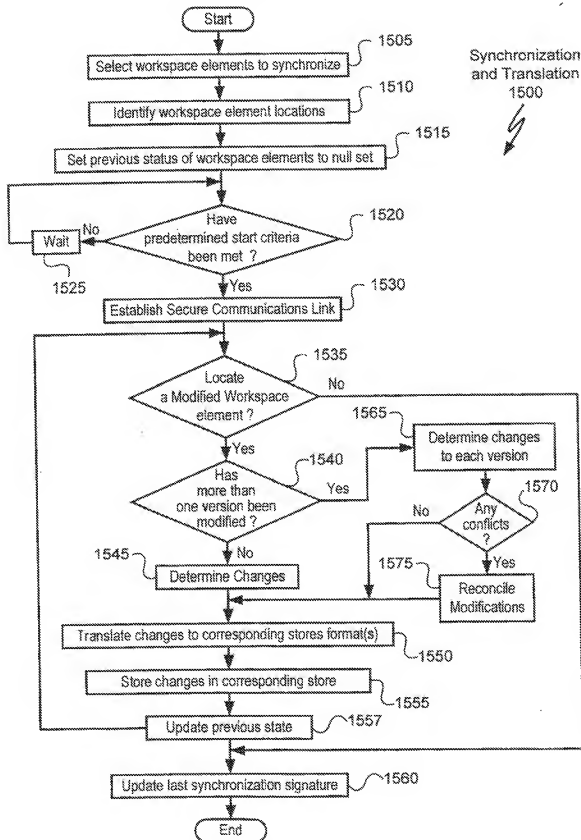 Start
1505
Select workspace elements to synchronize
Synchronization
and Translation
1500
1510
Identify workspace element locations
1515
Set previous status of workspace elements to null set
Have
predetermined start criteria
been met ?
1520
No
Wait
1525
Yes
1530
Establish Secure Communications Link
1535
Locate
a Modified Workspace
element ?
No
Yes
1565
Determine changes
to each version
1540
Has
more than
one version been
modified ?
Yes
1570
Any
conflicts
?
No
1545
No
Determine Changes
1575
Yes
Reconcile
Modifications
Translate changes to corresponding stores format(s)
1550
Store changes in corresponding store
1555
Update previous state
1557
Update last synchronization signature
1560
End